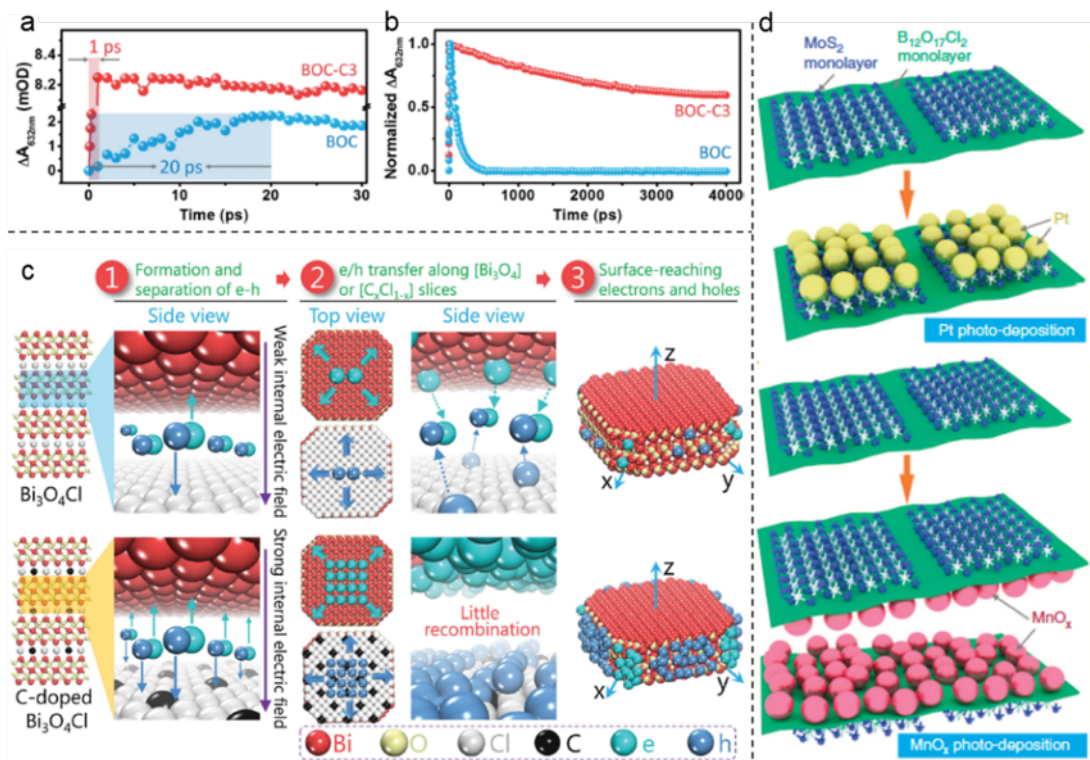 a
1 ps
8.4
8.2
2
1
0
ΔA632nm (mOD)
BOC-C3
BOC
20 ps
0
10
20
30
Time (ps)
b
1.0
0.5
0.0
Normalized ΔA632nm
BOC-C3
BOC
0
1000
2000
3000
4000
Time (ps)
c
1
Formation and
separation of e-h
2
e/h transfer along [Bi3O4]
or [CxCl1-x] slices
3
Surface-reaching
electrons and holes
Side view
Top view
Side view
Weak internal electric field
Bi3O4Cl
z
x
y
Strong internal electric field
C-doped
Bi3O4Cl
Little
recombination
z
x
y
Bi
O
Cl
C
e
h
d
MoS2
monolayer
B12O17Cl2
monolayer
Pt
Pt photo-deposition
MnOx
MnOx photo-deposition